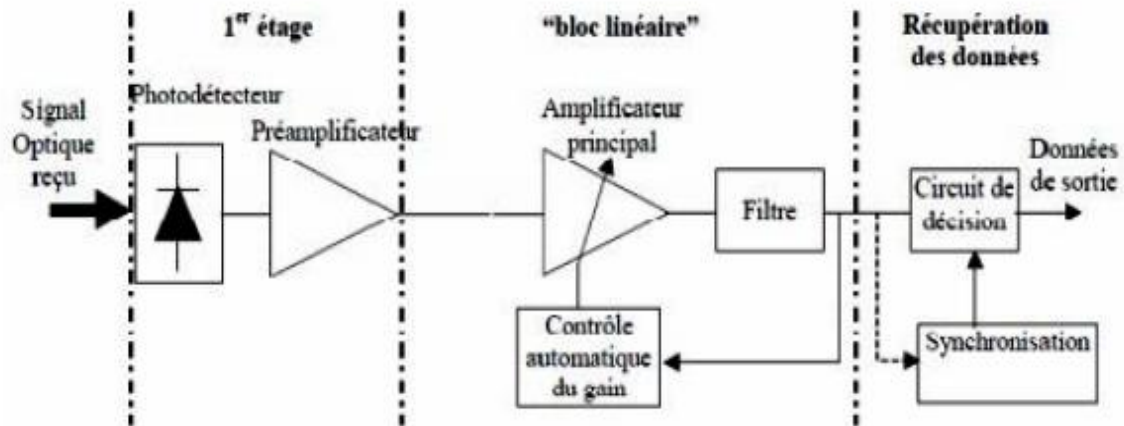 1er étage
“bloc linéaire”
Récupération
des données
Signal
Optique
reçu
Photodétecteur
Préamplificateur
Amplificateur
principal
Filtre
Contrôle
automatique
du gain
Circuit de
décision
Données
de sortie
Synchronisation